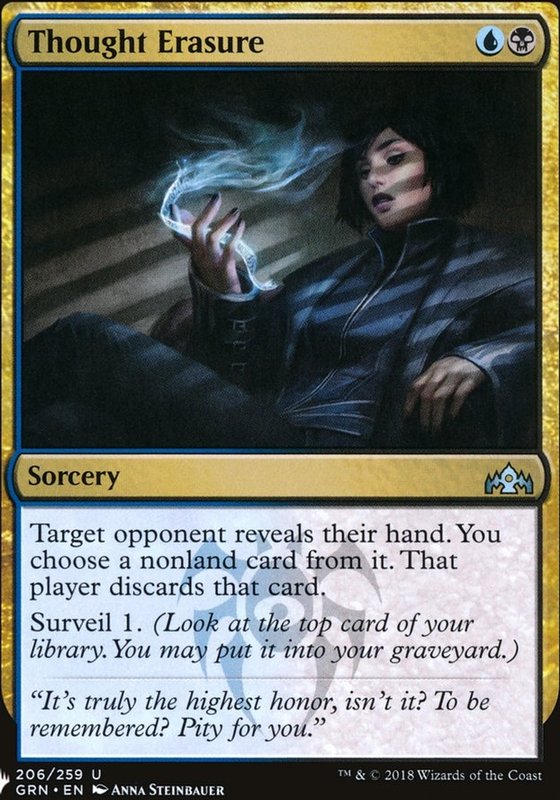 Thought Erasure
Sorcery
Target opponent reveals their hand. You
choose a nonland card from it. That
player discards that card.
Surveil 1. (Look at the top card of your
library. You may put it into your graveyard.)
“It’s truly the highest honor, isn’t it? To be
remembered? Pity for you.”
206/259 U
GRN • EN Anna Steinbauer
™ & © 2018 Wizards of the Coast